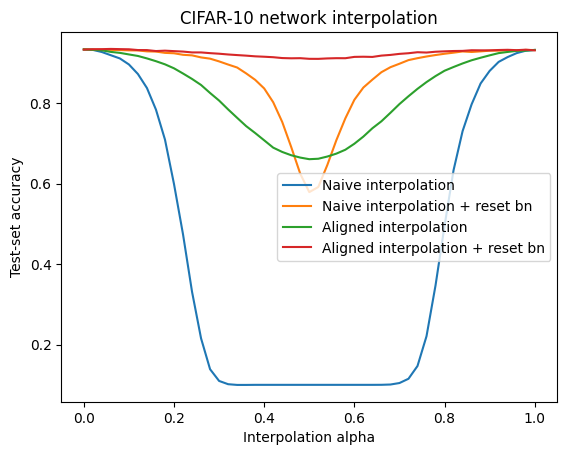 CIFAR-10 network interpolation
Test-set accuracy
0.8
0.6
0.4
0.2
Naive interpolation
Naive interpolation + reset bn
Aligned interpolation
Aligned interpolation + reset bn
0.0 0.2 0.4 0.6 0.8 1.0
Interpolation alpha